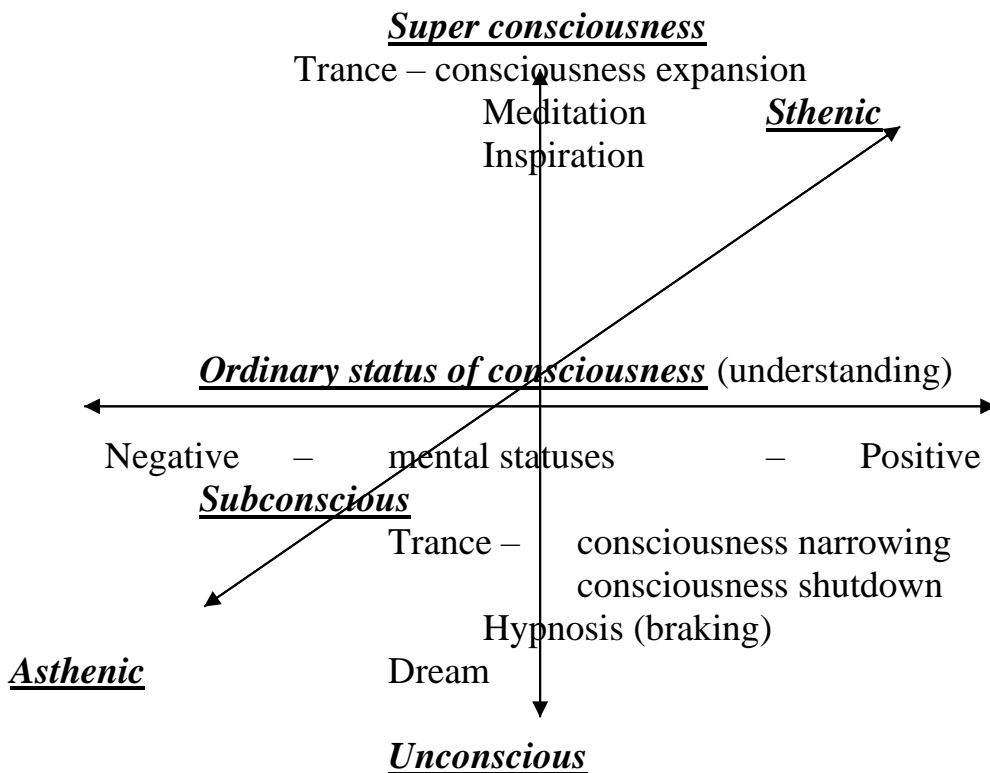 Super consciousness
Trance – consciousness expansion
Meditation Sthenic
Inspiration
Ordinary status of consciousness (understanding)
Negative – mental statuses – Positive
Subconscious
Trance – consciousness narrowing
consciousness shutdown
Hypnosis (braking)
Asthenic Dream
Unconscious